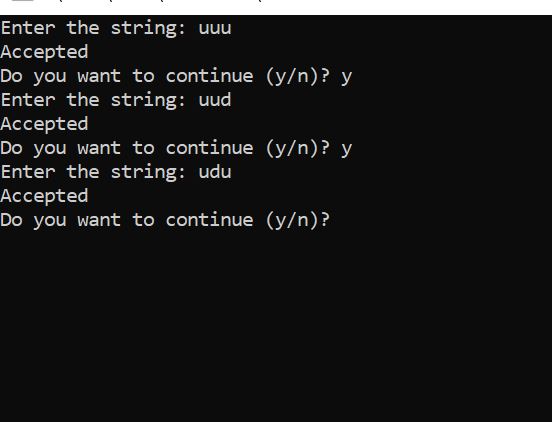 Enter the string: uuu
Accepted
Do you want to continue (y/n)? y
Enter the string: uud
Accepted
Do you want to continue (y/n)? y
Enter the string: udu
Accepted
Do you want to continue (y/n)?